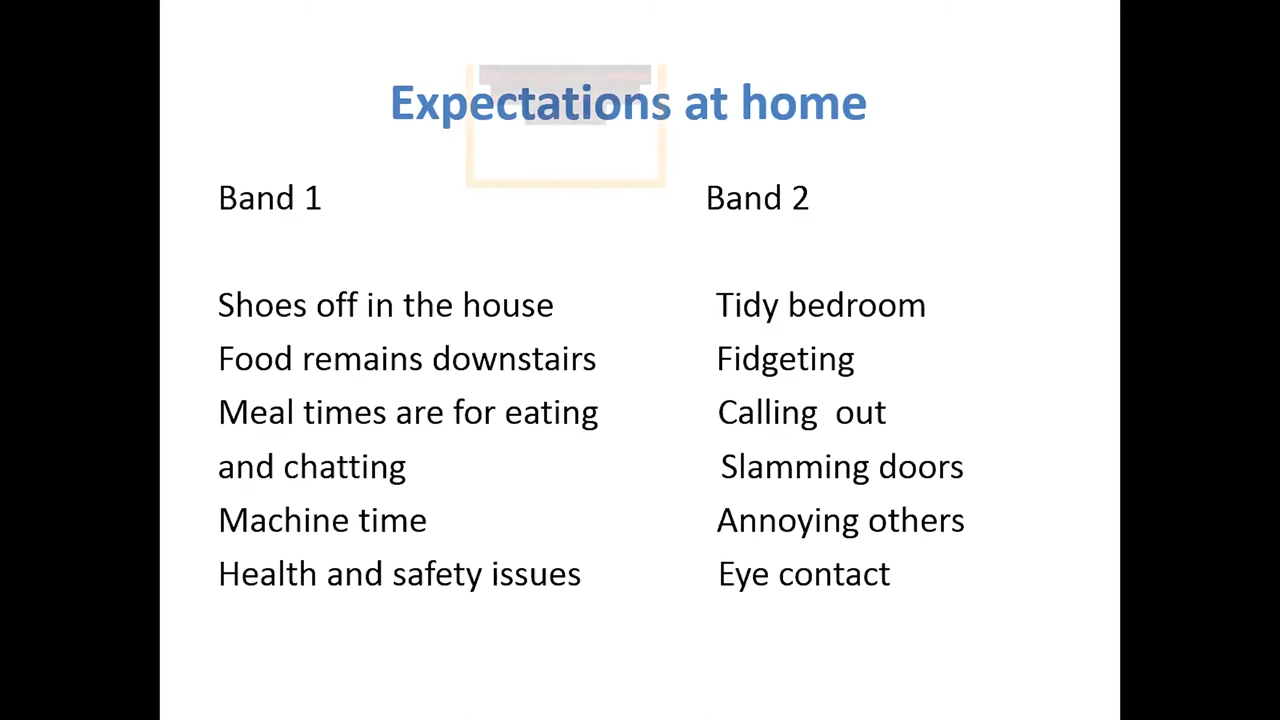 Expectations at home
Band 1 Band 2
Shoes off in the house Tidy bedroom
Food remains downstairs Fidgeting
Meal times are for eating Calling out
and chatting Slamming doors
Machine time Annoying others
Health and safety issues Eye contact